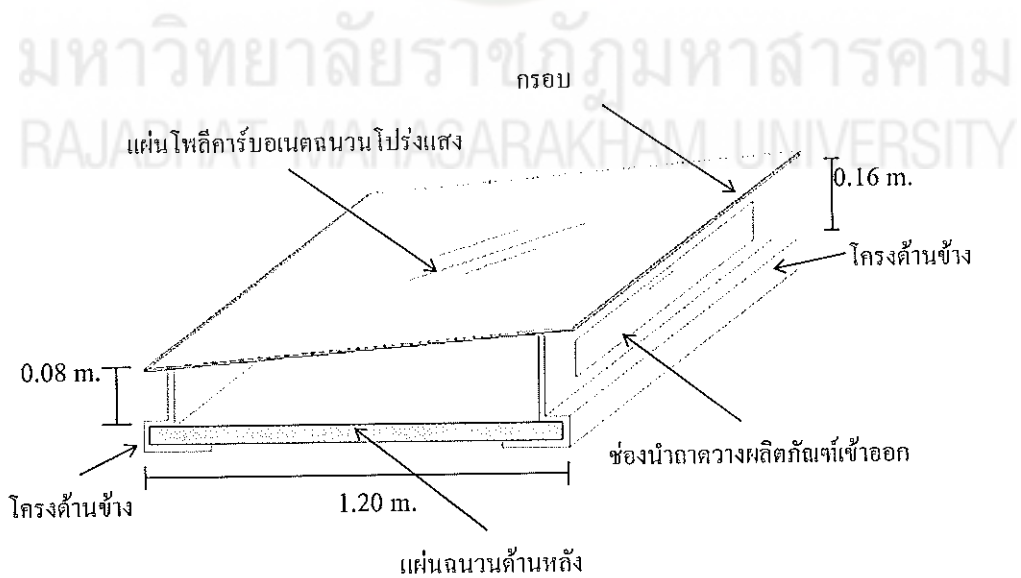 มหาวิทยาลัยราชภัฏมหาสารคาม
RAJABHAT MAHASARAKHAM UNIVERSITY
กรอบ
แผ่นโพลีคาร์บอเนตฉนวนโปร่งแสง
0.16 m.
โครงด้านข้าง
0.08 m.
ช่องนำถาดวางผลิตภัณฑ์เข้าออก
1.20 m.
โครงด้านข้าง
แผ่นฉนวนด้านหลัง